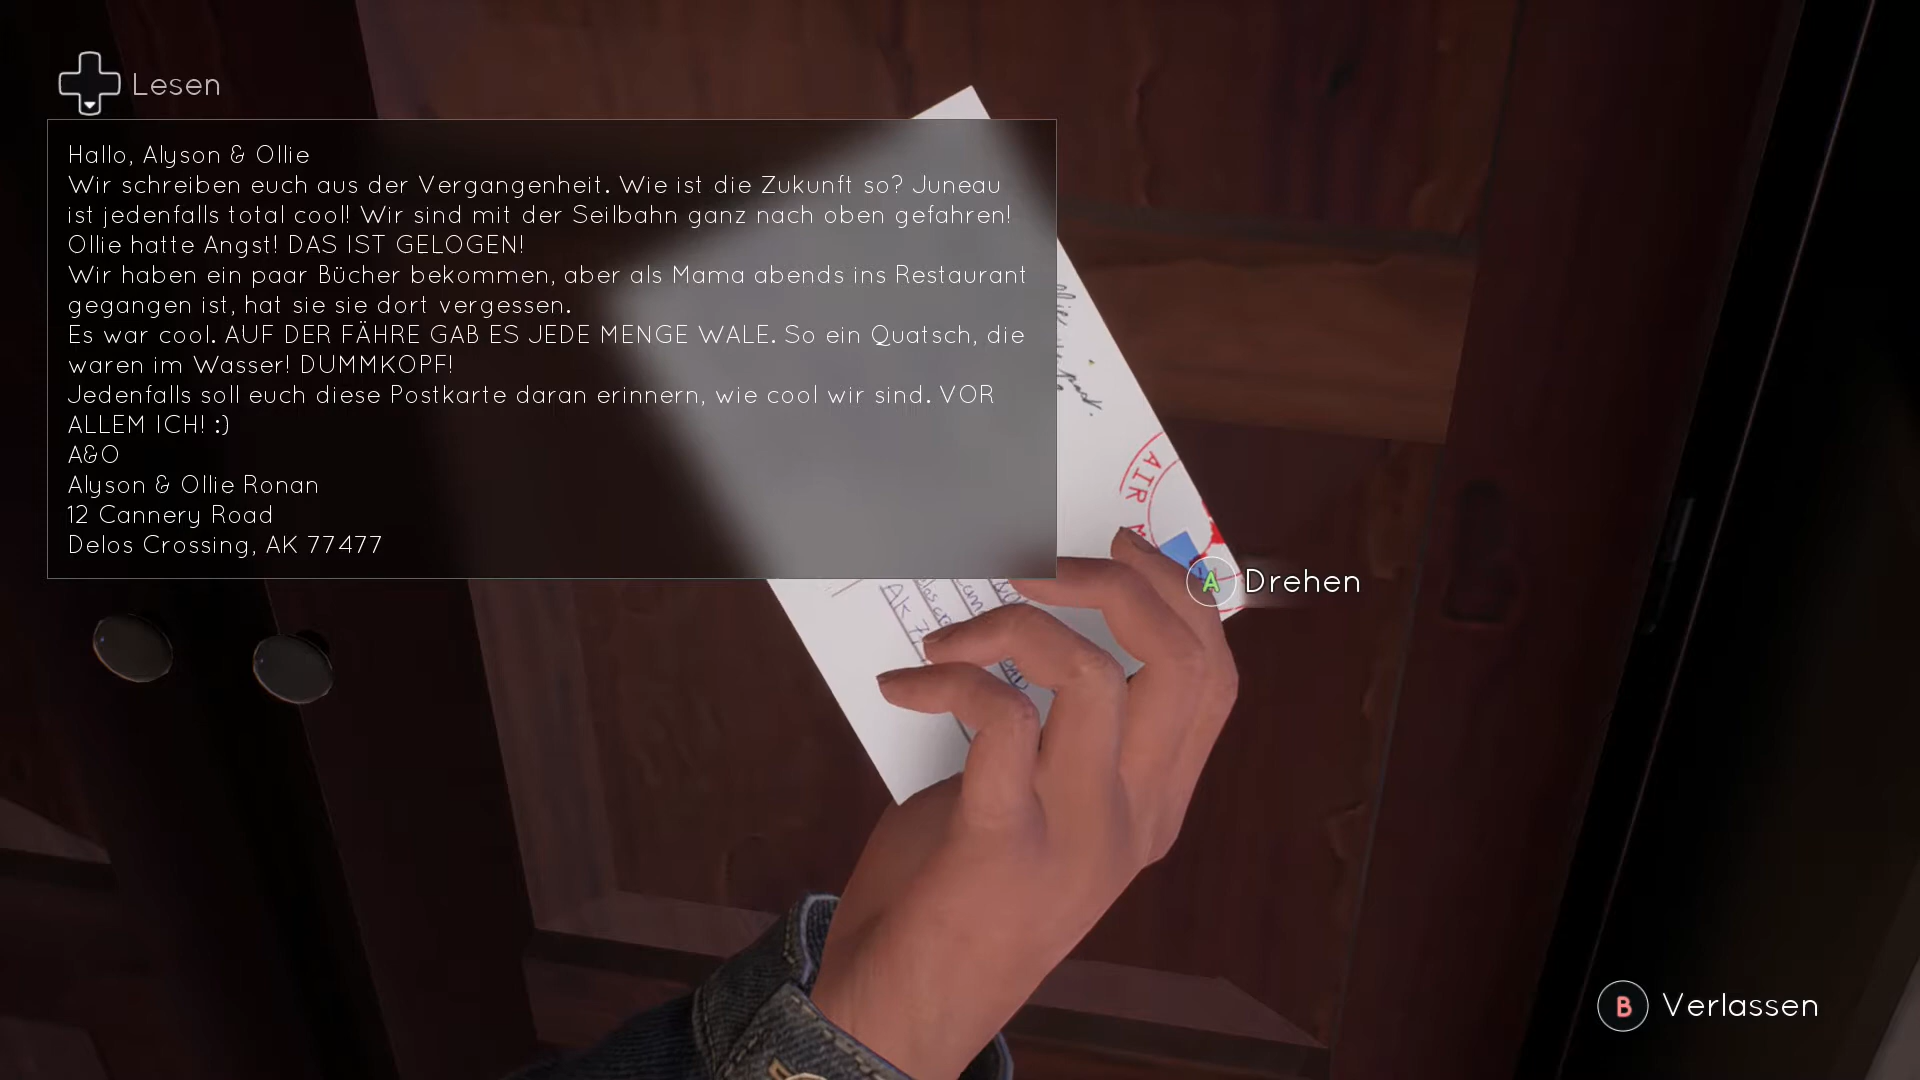 Lesen
Hallo, Alyson & Ollie
Wir schreiben euch aus der Vergangenheit. Wie ist die Zukunft so? Juneau
ist jedenfalls total cool! Wir sind mit der Seilbahn ganz nach oben gefahren!
Ollie hatte Angst! DAS IST GELOGEN!
Wir haben ein paar Bücher bekommen, aber als Mama abends ins Restaurant
gegangen ist, hat sie sie dort vergessen.
Es war cool. AUF DER FÄHRE GAB ES JEDE MENGE WALE. So ein Quatsch, die
waren im Wasser! DUMMKOPF!
Jedenfalls soll euch diese Postkarte daran erinnern, wie cool wir sind. VOR
ALLEM ICH! :)
A&O
Alyson & Ollie Ronan
12 Cannery Road
Delos Crossing, AK 77477
AIR
AK
A Drehen
B Verlassen